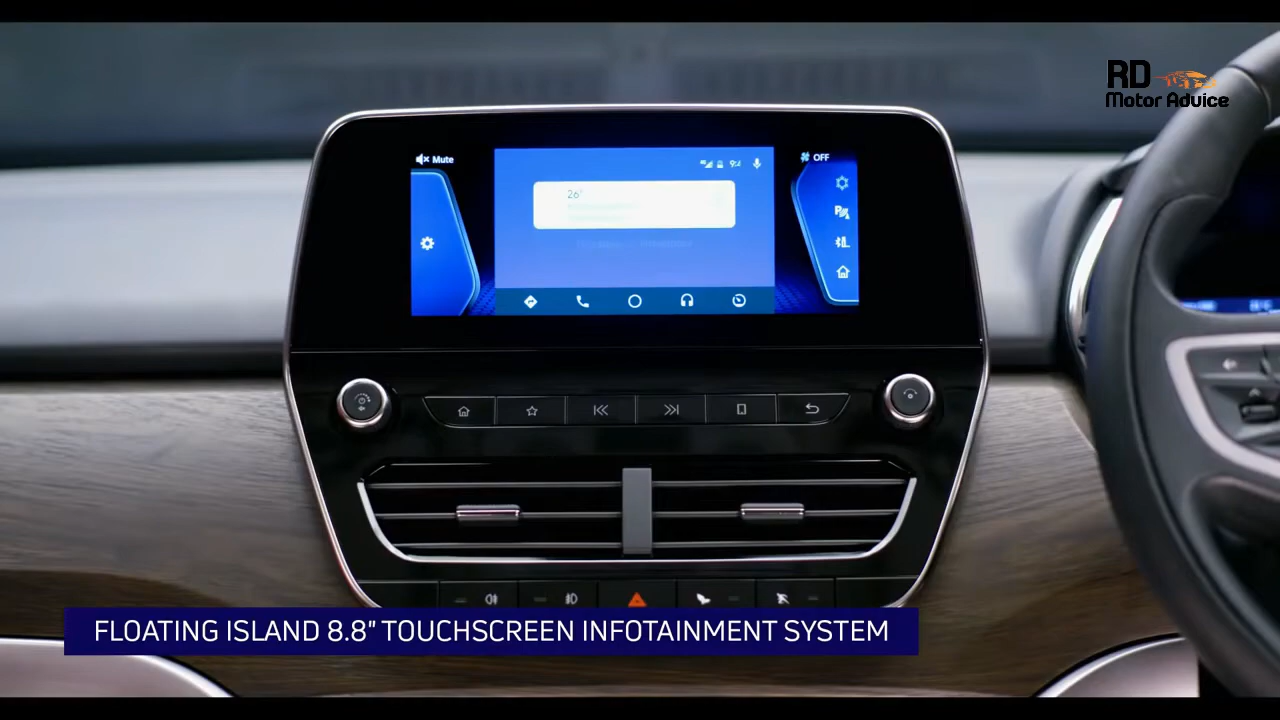 RD
Motor Advice
Mute
OFF
26°
FLOATING ISLAND 8.8" TOUCHSCREEN INFOTAINMENT SYSTEM